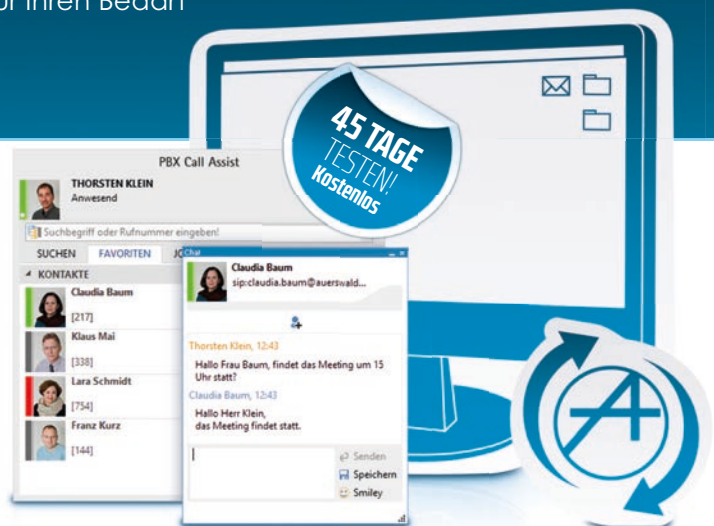 ur Ihren Bedarf
45 TAGE
TESTEN!
Kostenlos
PBX Call Assist
THORSTEN KLEIN
Anwesend
Suchbegriff oder Rufnummer eingeben!
SUCHEN FAVORITEN
KONTAKTE
Claudia Baum
[217]
Klaus Mai
[338]
Lara Schmidt
[754]
Franz Kurz
[144]
Chat
Claudia Baum
sip:claudia.baum@auerswald...
Thorsten Klein, 12:43
Hallo Frau Baum, findet das Meeting um 15
Uhr statt?
Claudia Baum, 12:43
Hallo Herr Klein,
das Meeting findet statt.
Senden
Speichern
Smiley